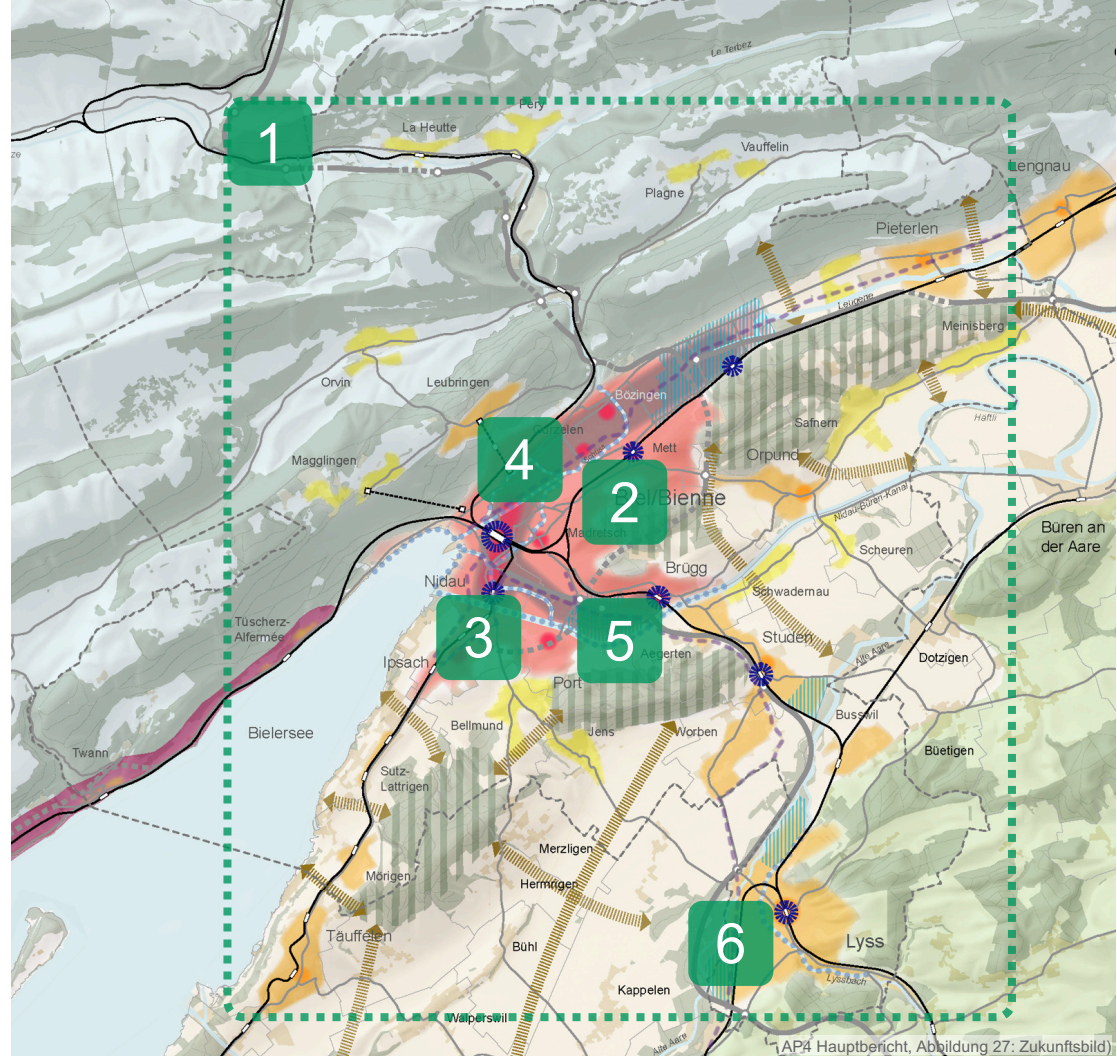 Le Terbez
ze
Péry
La Heutte
1
Vauffelin
Plagne
Lengnau
Pieterlen
Leugene
Meinisberg
Orvin
Leubringen
Bözingen
Häftli
Safnern
Mett
Orpund
Magglingen
4
2
Biel/Bienne
Nidau-Büren-Kanal
Madretsch
Büren an
der Aare
Scheuren
Brügg
Nidau
Schwadernau
Tüscherz-
Alfermée
3
5
Studen
Alte Aare
Dotzigen
Ipsach
Aegerten
Port
Busswil
Bellmund
Jens
Worben
Bielersee
Twann
Büetigen
Sutz-
Lattrigen
Merzligen
Mörigen
Hermrigen
Täuffelen
Bühl
6
Lyss
Kappelen
Lyssbach
Walperswil
Alte Aare
AP4 Hauptbericht, Abbildung 27: Zukunftsbild)